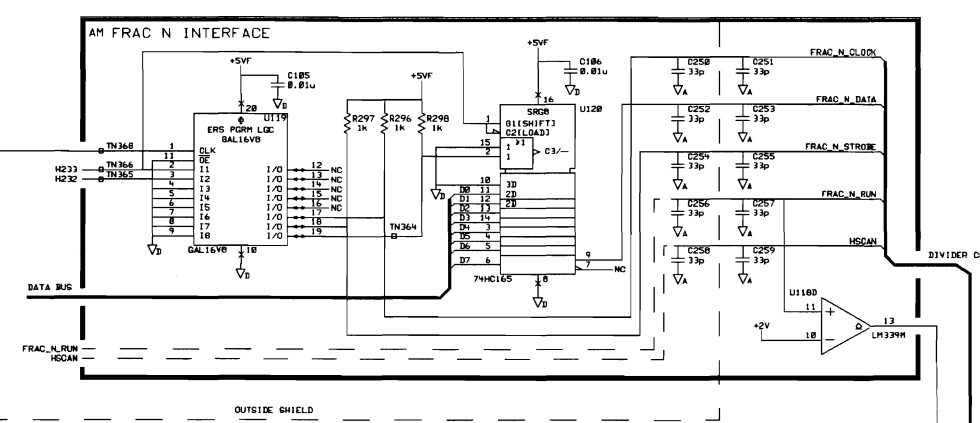 AM FRAC N INTERFACE
+5VF
C105
0.01u
D
20
Φ
U119
ERS PGRM LGC
GAL16V8
TN368
TN366
H233
TN365
H232
1 CLK
11 OE
2 I1
3 I2
4 I3
5 I4
6 I5
7 I6
8 I7
9 I8
I/O 12 NC
I/O 13 NC
I/O 14 NC
I/O 15 NC
I/O 16 NC
I/O 17
I/O 18
I/O 19
TN364
GAL16V8
10
D
D
+5VF
R297
1k
R296
1k
R298
1k
+5VF
C106
0.01u
D
16
SRG8
U120
1 G1[SHIFT]
C2[LOAD]
≥1
15 1
2 1
C3/—
D
10 3D
D0 11 2D
D1 12 2D
D2 13
D3 14
D4 3
D5 4
D6 5
D7 6
9
7 NC
74HC165
8
D
DATA BUS
FRAC_N_RUN
HSCAN
OUTSIDE SHIELD
FRAC_N_CLOCK
C250
33p
C251
33p
A
A
FRAC_N_DATA
C252
33p
C253
33p
A
A
FRAC_N_STROBE
C254
33p
C255
33p
A
A
FRAC_N_RUN
C256
33p
C257
33p
A
A
HSCAN
C258
33p
C259
33p
A
A
DIVIDER C
U118D
11
+
+2V
10
−
13
LM339M